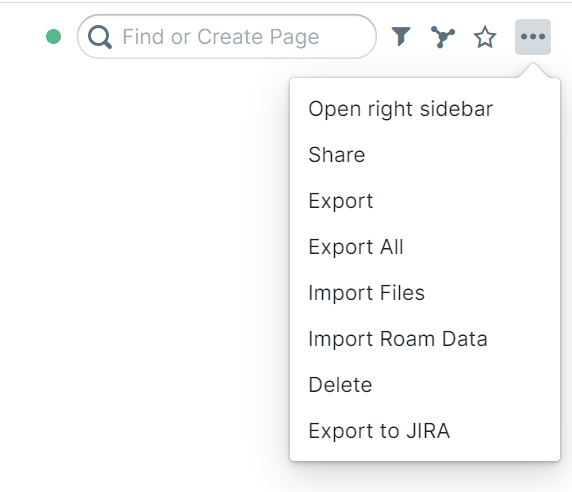 Find or Create Page
Open right sidebar
Share
Export
Export All
Import Files
Import Roam Data
Delete
Export to JIRA